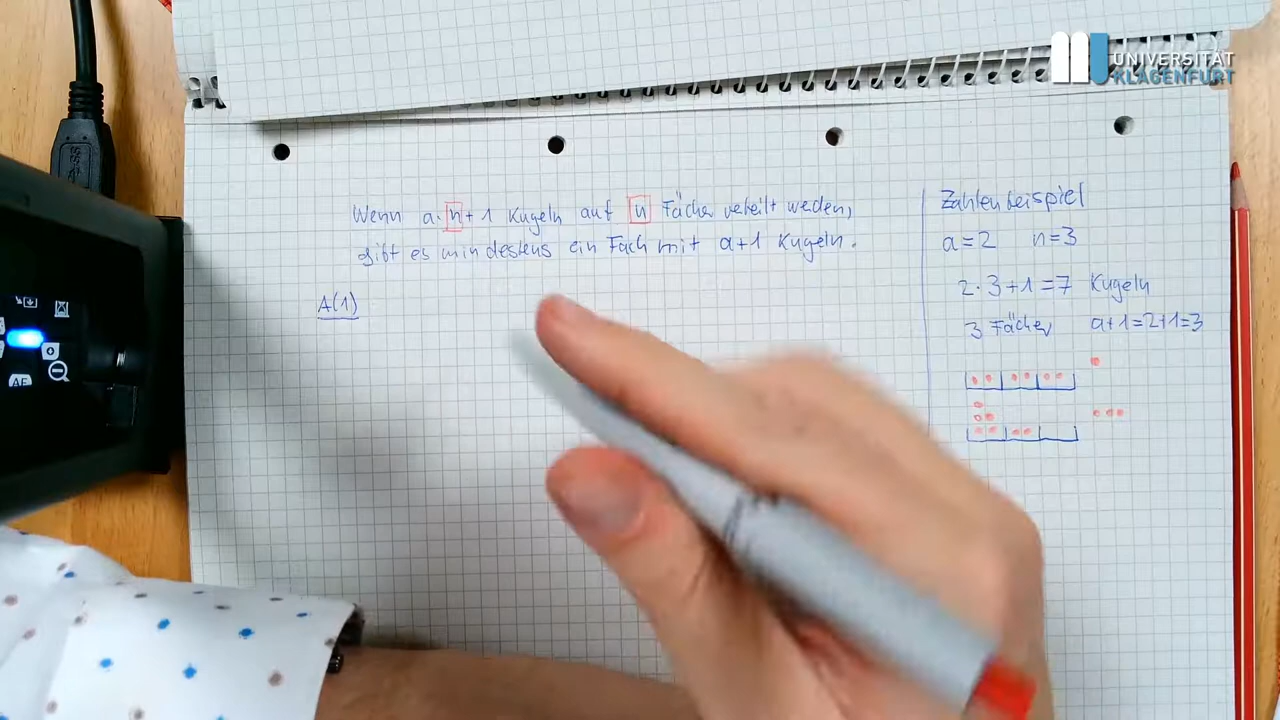 UNIVERSITÄT
KLAGENFURT
Wenn a·n+1 Kugeln auf n Fächer verteilt werden,
gibt es mindestens ein Fach mit a+1 Kugeln.
A(1)
Zahlenbeispiel
a=2 n=3
2·3+1=7 Kugeln
3 Fächer a+1=2+1=3
AF